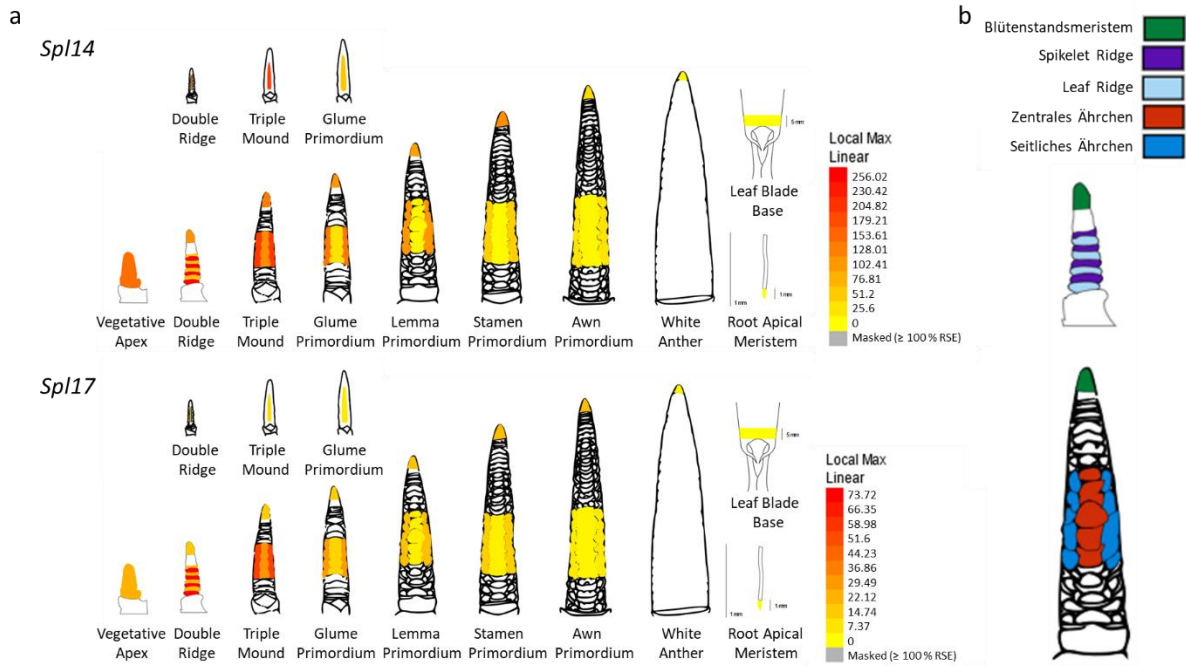 a
Spl14
Double
Ridge
Triple
Mound
Glume
Primordium
Vegetative
Apex
Double
Ridge
Triple
Mound
Glume
Primordium
Lemma
Primordium
Stamen
Primordium
Awn
Primordium
White
Anther
5 mm
Leaf Blade
Base
1 mm
1 mm
Root Apical
Meristem
Local Max
Linear
256.02
230.42
204.82
179.21
153.61
128.01
102.41
76.81
51.2
25.6
0
Masked (≥ 100 % RSE)
Spl17
Double
Ridge
Triple
Mound
Glume
Primordium
Vegetative
Apex
Double
Ridge
Triple
Mound
Glume
Primordium
Lemma
Primordium
Stamen
Primordium
Awn
Primordium
White
Anther
5 mm
Leaf Blade
Base
1 mm
1 mm
Root Apical
Meristem
Local Max
Linear
73.72
66.35
58.98
51.6
44.23
36.86
29.49
22.12
14.74
7.37
0
Masked (≥ 100 % RSE)
b
Blütenstandsmeristem
Spikelet Ridge
Leaf Ridge
Zentrales Ährchen
Seitliches Ährchen